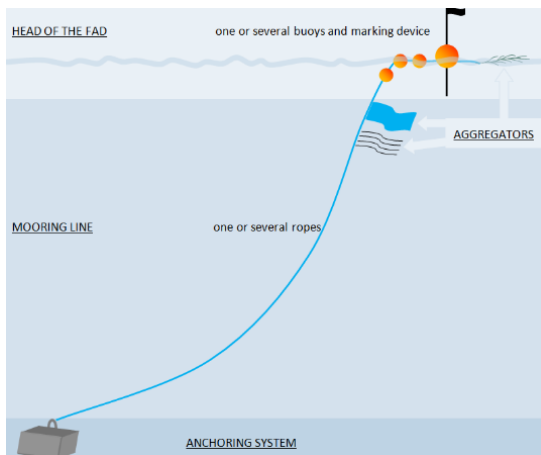 HEAD OF THE FAD
one or several buoys and marking device
AGGREGATORS
MOORING LINE
one or several ropes
ANCHORING SYSTEM